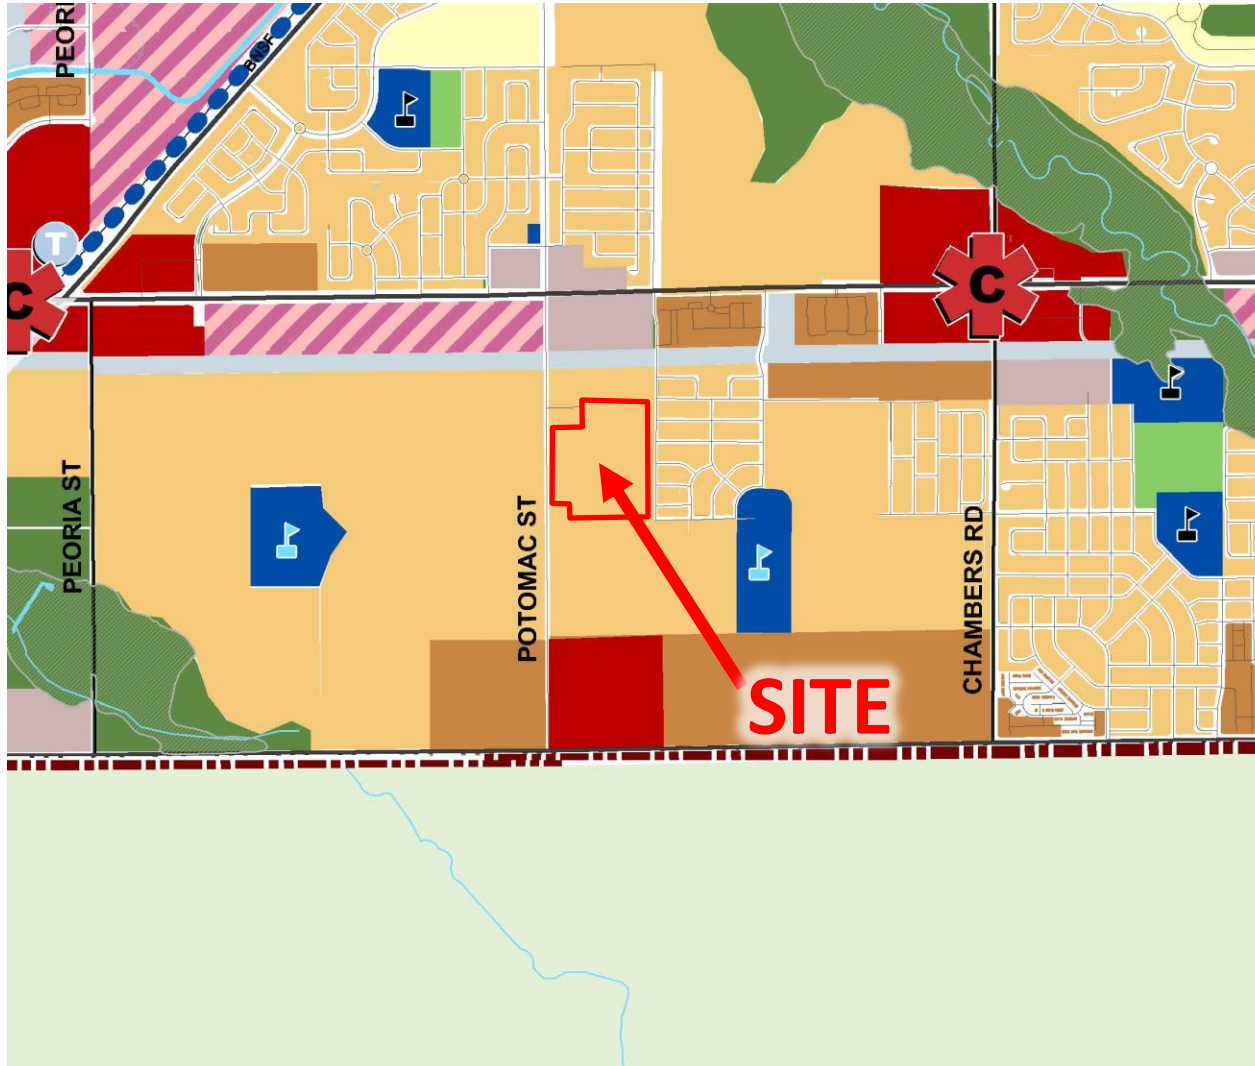 PEORI
BNSF
T
C
C
PEORIA ST
POTOMAC ST
CHAMBERS RD
SITE